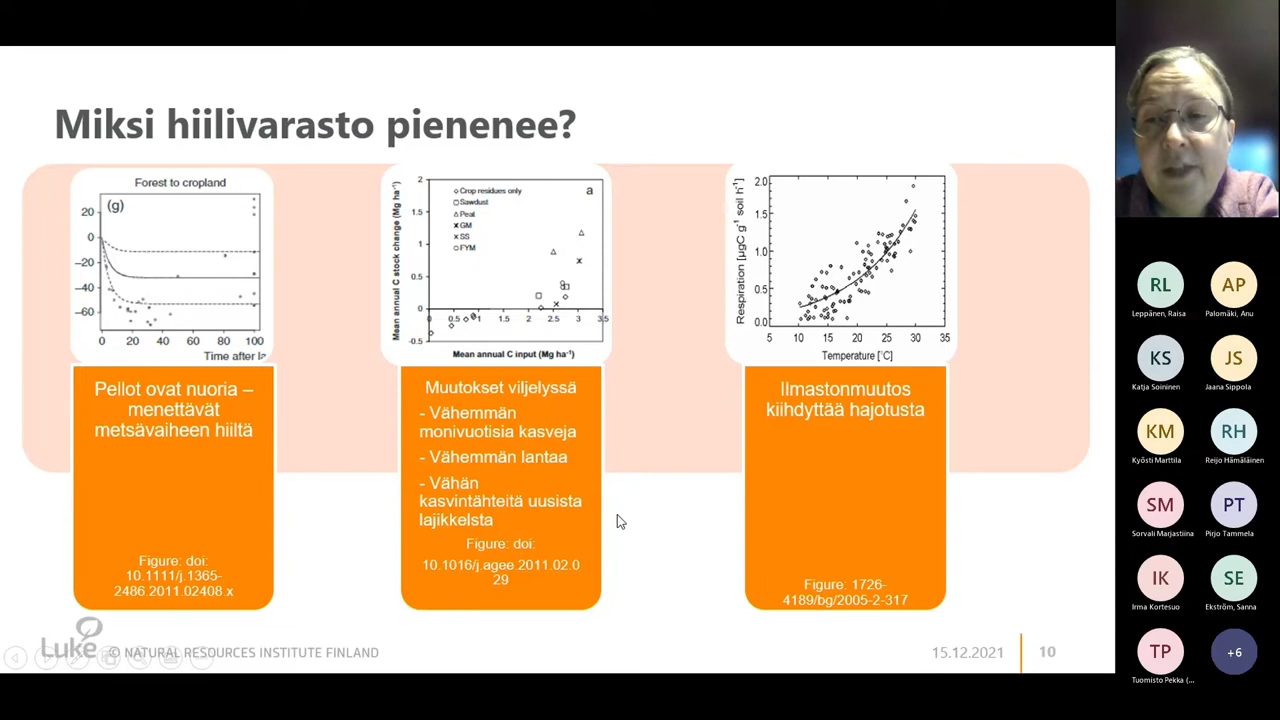 Miksi hiilivarasto pienenee?
Forest to cropland
(g)
20
0
−20
−40
−60
0 20 40 60 80 100
Time after la
Mean annual C stock change (Mg ha⁻¹)
2
1.5
1
0.5
0
-0.5
a
Crop residues only
Sawdust
Peat
GM
SS
FYM
0 0.5 1 1.5 2 2.5 3 3.5
Mean annual C input (Mg ha⁻¹)
Respiration [µgC g⁻¹ soil h⁻¹]
2.0
1.5
1.0
0.5
0.0
5 10 15 20 25 30 35
Temperature [°C]
Pellot ovat nuoria –
menettävät
metsävaiheen hiiltä
Figure: doi:
10.1111/j.1365-
2486.2011.02408.x
Muutokset viljelyssä
- Vähemmän
monivuotisia kasveja
- Vähemmän lantaa
- Vähän
kasvintähteitä uusista
lajikkeista
Figure: doi:
10.1016/j.agee.2011.02.0
29
Ilmastonmuutos
kiihdyttää hajotusta
Figure: 1726-
4189/bg/2005-2-317
Luke © NATURAL RESOURCES INSTITUTE FINLAND
15.12.2021 10
RL AP
Leppänen, Raisa Palomäki, Anu
KS JS
Katja Soininen Jaana Sippola
KM RH
Kyösti Marttila Reijo Hämäläinen
SM PT
Sorvali Marjastiina Pirjo Tammela
IK SE
Irma Kortesuo Ekström, Sanna
TP +6
Tuomisto Pekka (...